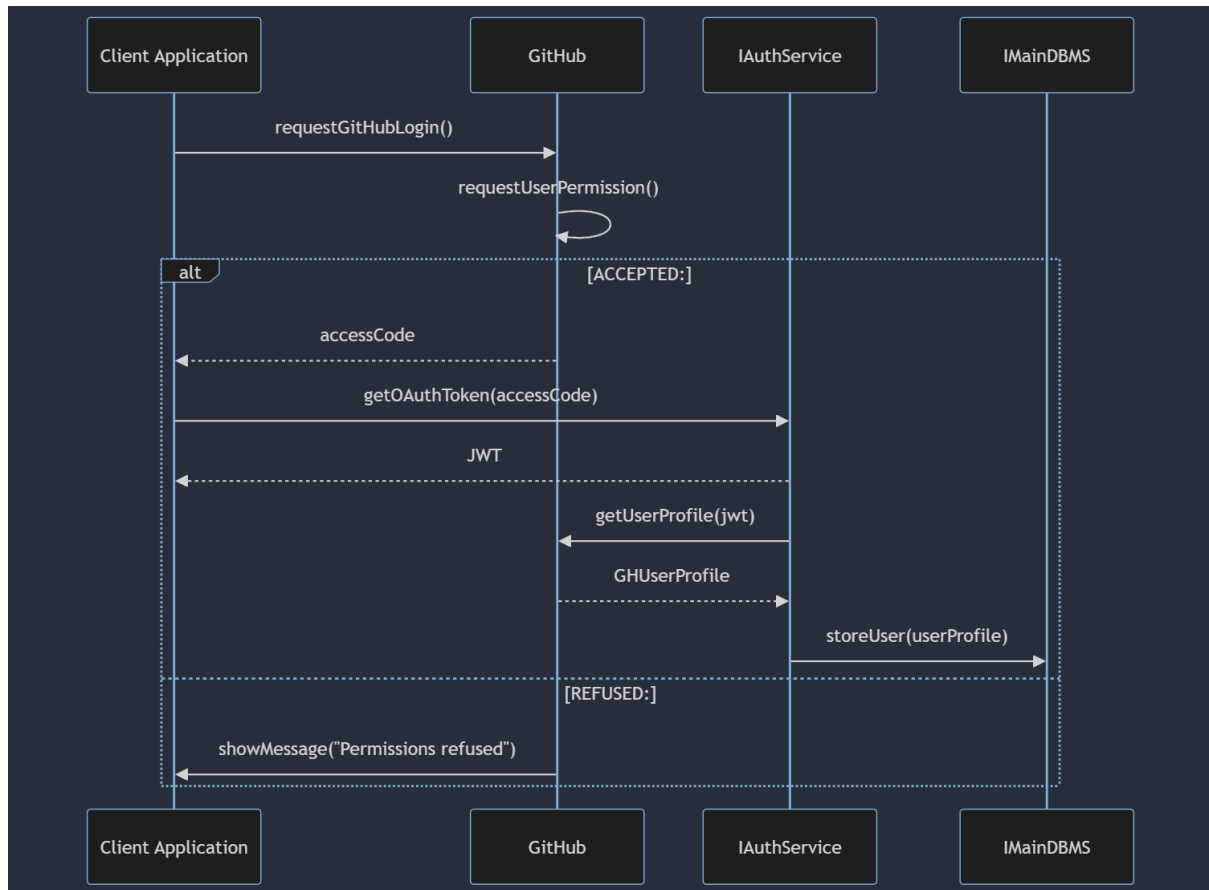 Client Application
GitHub
IAuthService
IMainDBMS
requestGitHubLogin()
requestUserPermission()
alt
[ACCEPTED:]
accessCode
getOAuthToken(accessCode)
JWT
getUserProfile(jwt)
GHUserProfile
storeUser(userProfile)
[REFUSED:]
showMessage("Permissions refused")
Client Application
GitHub
IAuthService
IMainDBMS